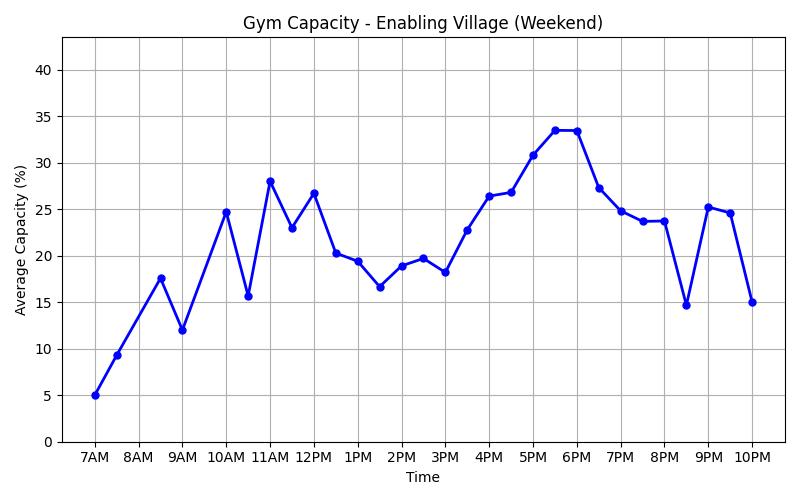 Gym Capacity - Enabling Village (Weekend)
Average Capacity (%)
40
35
30
25
20
15
10
5
0
7AM 8AM 9AM 10AM 11AM 12PM 1PM 2PM 3PM 4PM 5PM 6PM 7PM 8PM 9PM 10PM
Time